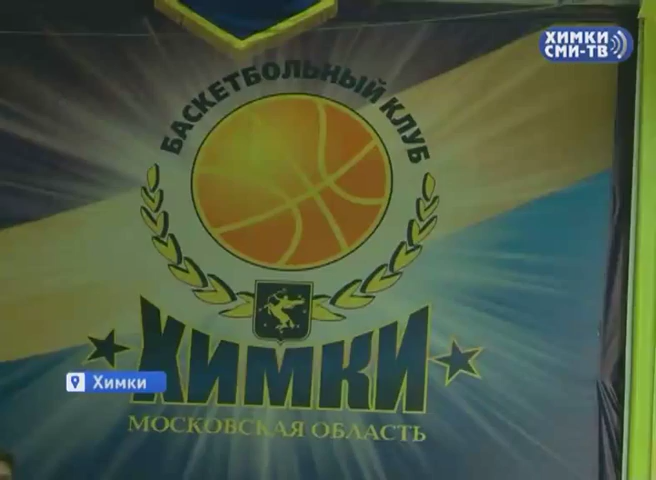 ХИМКИ
СМИ-ТВ
БАСКЕТБОЛЬНЫЙ КЛУБ
ХИМКИ
Химки
МОСКОВСКАЯ ОБЛАСТЬ